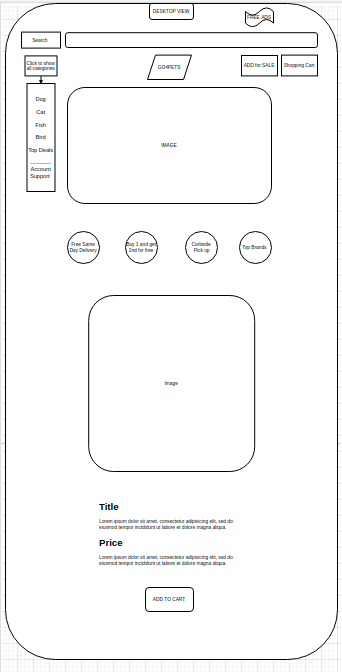 DESKTOP VIEW
FREE ADS
Search
Click to show
all categories
GO4PETS
ADD for SALE
Shopping Cart
Dog
Cat
Fish
Bird
Top Deals
------------
Account
Support
IMAGE
Free Same
Day Delivery
Buy 1 and get
2nd for free
Curbside
Pick up
Top Brands
Image
Title
Lorem ipsum dolor sit amet, consectetur adipisicing elit, sed do
eiusmod tempor incididunt ut labore et dolore magna aliqua.
Price
Lorem ipsum dolor sit amet, consectetur adipisicing elit, sed do
eiusmod tempor incididunt ut labore et dolore magna aliqua.
ADD TO CART